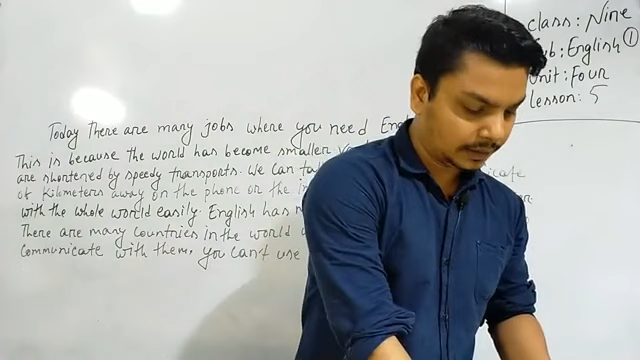 class: Nine
Sub: English ①
Unit: Four
lesson: 5
Today There are many jobs where you need
This is because the world has become smaller
are shortened by speedy transports. We can
of kilometers away on the phone or the
with the whole world easily. English has
There are many countries in the world
communicate with them, you can't use